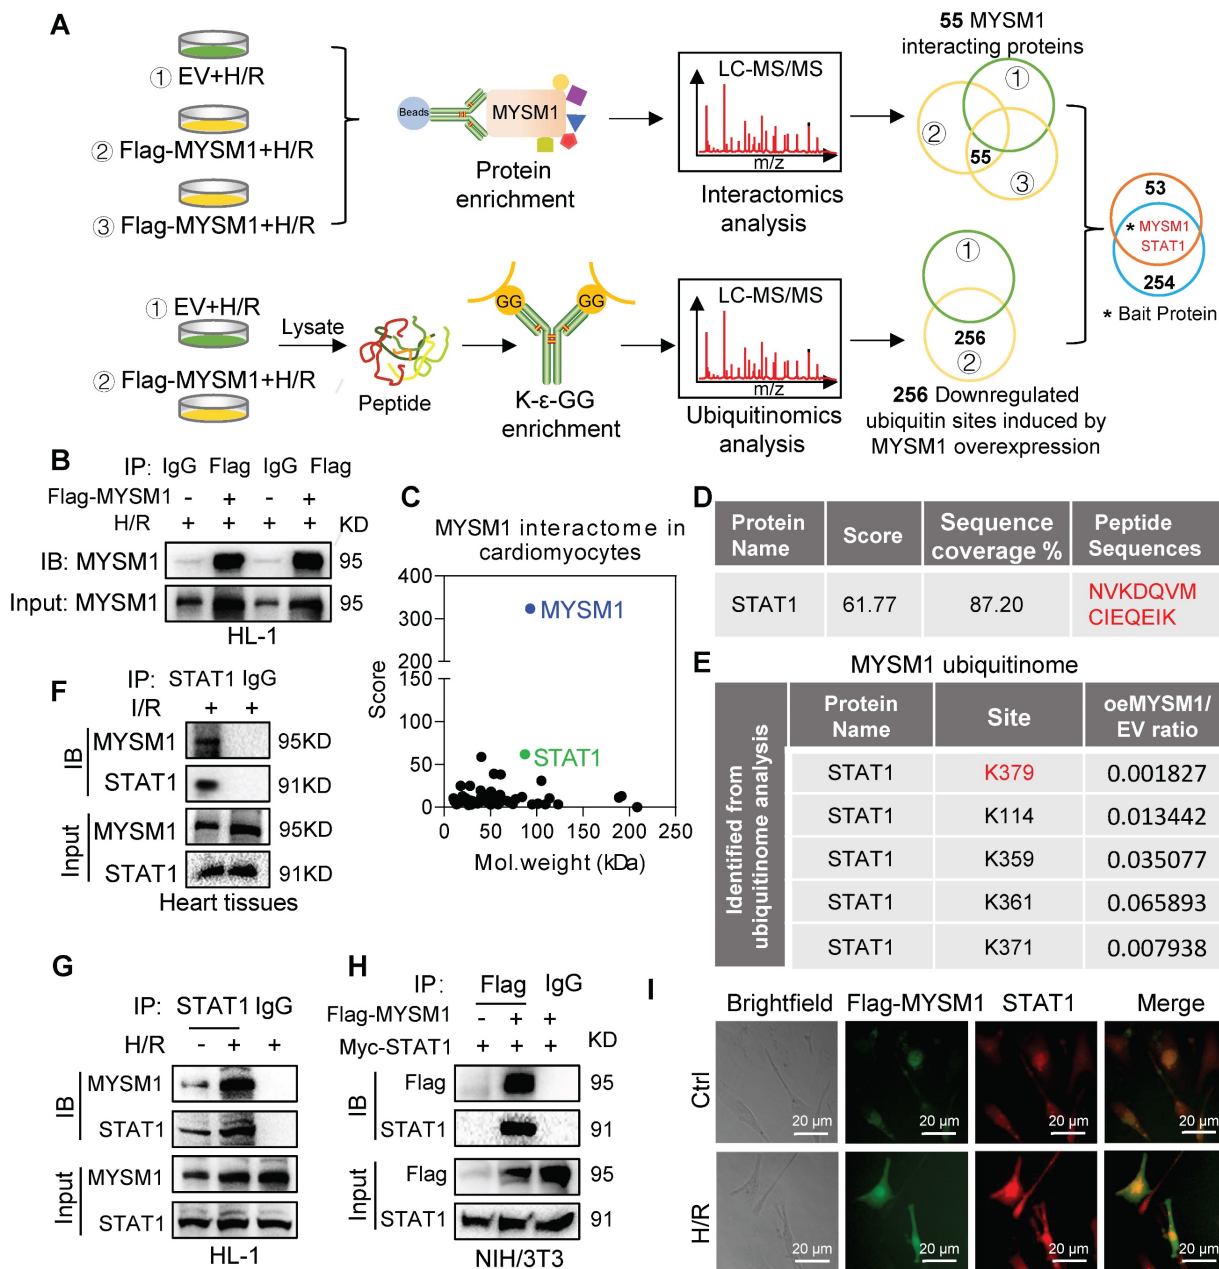 A
① EV+H/R
② Flag-MYSM1+H/R
③ Flag-MYSM1+H/R
Beads
MYSM1
Protein
enrichment
LC-MS/MS
m/z
Interactomics
analysis
55 MYSM1
interacting proteins
①
②
55
③
53
* MYSM1
STAT1
254
* Bait Protein
① EV+H/R
② Flag-MYSM1+H/R
Lysate
Peptide
GG GG
K-ε-GG
enrichment
LC-MS/MS
m/z
Ubiquitinomics
analysis
①
256
②
256 Downregulated
ubiquitin sites induced by
MYSM1 overexpression
B
IP: IgG Flag IgG Flag
Flag-MYSM1 - + - +
H/R + + + + KD
IB: MYSM1 95
Input: MYSM1 95
HL-1
C
MYSM1 interactome in
cardiomyocytes
Score
400
300
200
150
100
50
0
MYSM1
STAT1
0 50 100 150 200 250
Mol.weight (kDa)
D
Protein Name Score Sequence coverage % Peptide Sequences
STAT1 61.77 87.20 NVKDQVM
CIEQEIK
E
MYSM1 ubiquitinome
Identified from
ubiquitinome analysis
Protein Name Site oeMYSM1/ EV ratio
STAT1 K379 0.001827
STAT1 K114 0.013442
STAT1 K359 0.035077
STAT1 K361 0.065893
STAT1 K371 0.007938
F
IP: STAT1 IgG
I/R + +
IB
MYSM1 95KD
STAT1 91KD
Input
MYSM1 95KD
STAT1 91KD
Heart tissues
G
IP: STAT1 IgG
H/R - + +
IB
MYSM1
STAT1
Input
MYSM1
STAT1
HL-1
H
IP: Flag IgG
Flag-MYSM1 - + +
Myc-STAT1 + + + KD
IB
Flag 95
STAT1 91
Input
Flag 95
STAT1 91
NIH/3T3
I
Brightfield Flag-MYSM1 STAT1 Merge
Ctrl
20 μm 20 μm 20 μm 20 μm
H/R
20 μm 20 μm 20 μm 20 μm